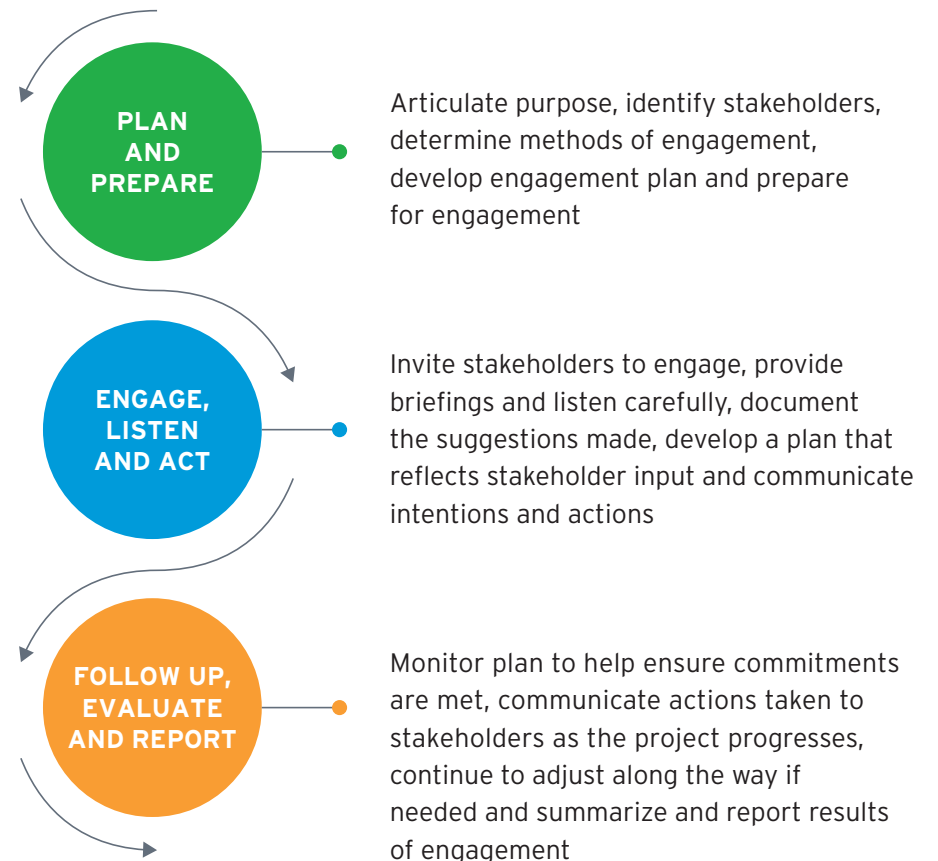 PLAN
AND
PREPARE
Articulate purpose, identify stakeholders,
determine methods of engagement,
develop engagement plan and prepare
for engagement
ENGAGE,
LISTEN
AND ACT
Invite stakeholders to engage, provide
briefings and listen carefully, document
the suggestions made, develop a plan that
reflects stakeholder input and communicate
intentions and actions
FOLLOW UP,
EVALUATE
AND REPORT
Monitor plan to help ensure commitments
are met, communicate actions taken to
stakeholders as the project progresses,
continue to adjust along the way if
needed and summarize and report results
of engagement